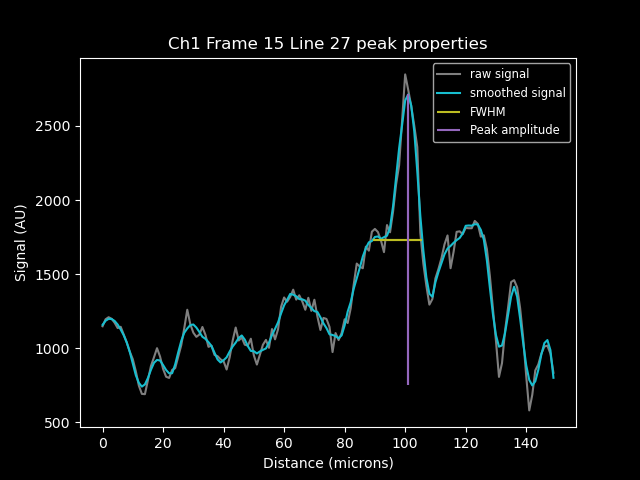 Ch1 Frame 15 Line 27 peak properties
raw signal
smoothed signal
FWHM
Peak amplitude
Signal (AU)
2500
2000
1500
1000
500
0 20 40 60 80 100 120 140
Distance (microns)